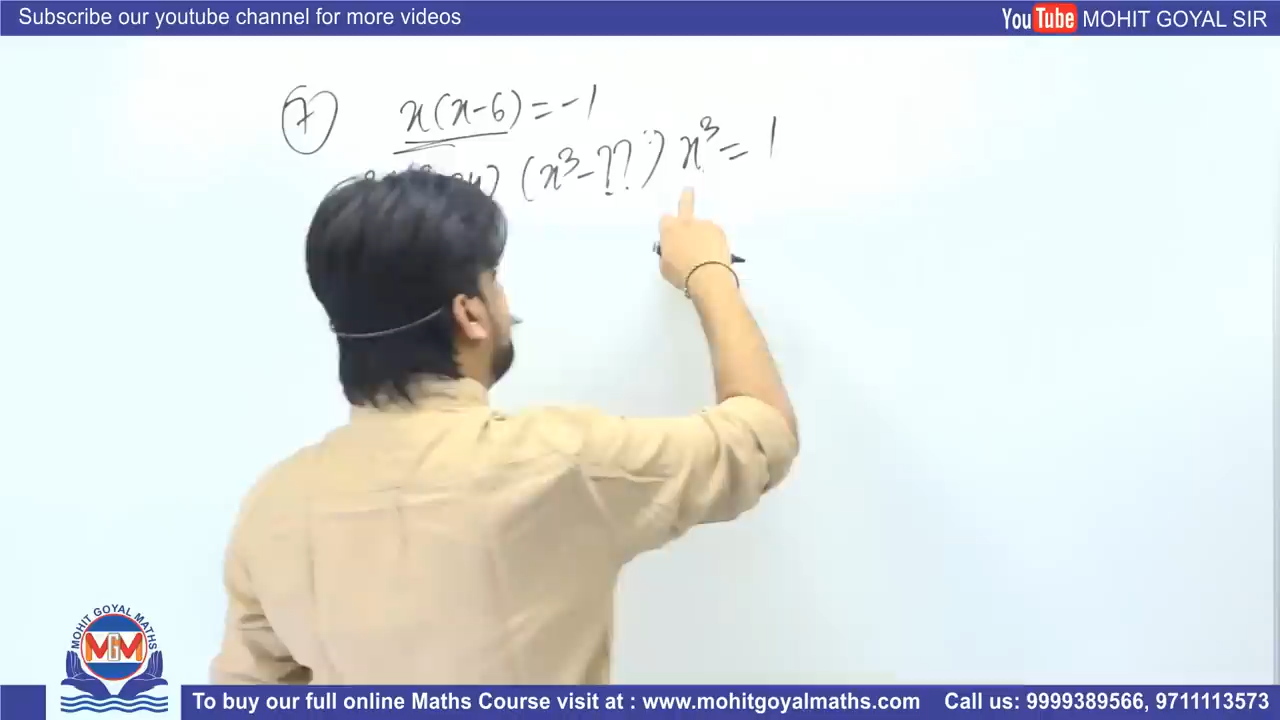 Subscribe our youtube channel for more videos
YouTube MOHIT GOYAL SIR
7 x(x-6)=-1
(x³-??) x³=1
MOHIT GOYAL MATHS
MGM
To buy our full online Maths Course visit at : www.mohitgoyalmaths.com Call us: 9999389566, 9711113573